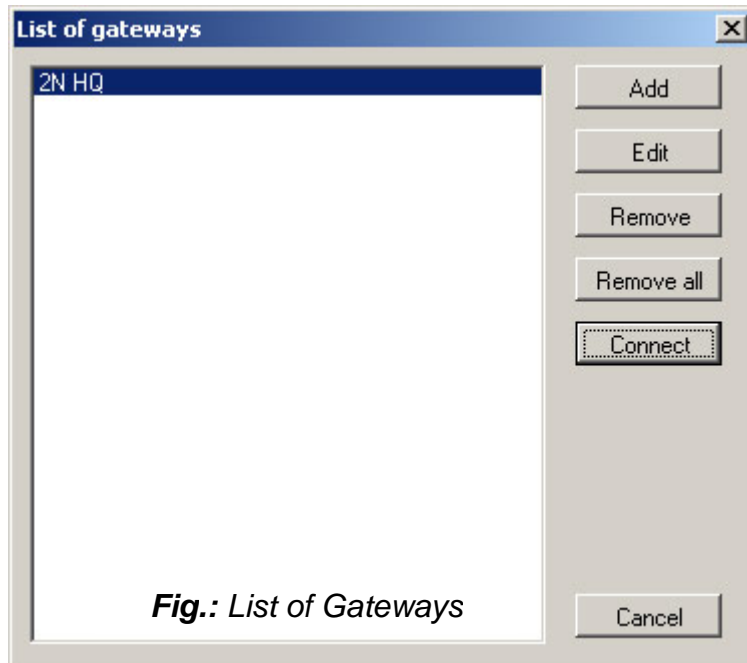 List of gateways
2N HQ
Add
Edit
Remove
Remove all
Connect
Fig.: List of Gateways
Cancel